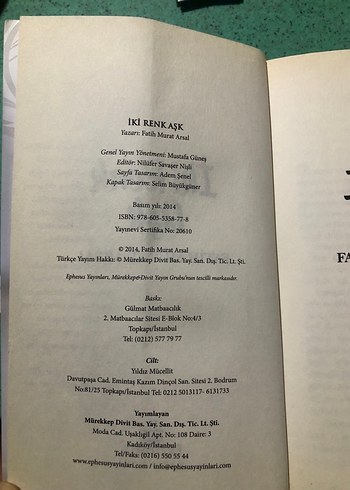 İKİ RENK AŞK
Yazarı: Fatih Murat Arsal
Genel Yayın Yönetmeni: Mustafa Güneş
Editör: Nilüfer Savaşer Nişli
Sayfa Tasarım: Adem Şenel
Kapak Tasarım: Selim Büyükgüner
Basım yılı: 2014
ISBN: 978-605-5358-77-8
Yayınevi Sertifika No: 20610
© 2014, Fatih Murat Arsal
Türkçe Yayım Hakkı: © Mürekkep Divit Bas. Yay. San. Dış. Tic. Lt. Şti.
Ephesus Yayınları, Mürekkep&Divit Yayın Grubu'nun tescilli markasıdır.
Baskı:
Gülmat Matbaacılık
2. Matbaacılar Sitesi E-Blok No:4/3
Topkapı/İstanbul
Tel: (0212) 577 79 77
Cilt:
Yıldız Mücellit
Davutpaşa Cad. Emintaş Kazım Dinçol San. Sitesi 2. Bodrum
No:81/25 Topkapı/İstanbul Tel: 0212 5013117- 6131733
Yayımlayan
Mürekkep Divit Bas. Yay. San. Dış. Tic. Lt. Şti.
Moda Cad. Uşaklıgil Apt. No: 108 Daire: 3
Kadıköy/İstanbul
Tel/Faks: (0216) 550 55 44
www.ephesusyayinlari.com / info@ephesusyayinlari.com
FA